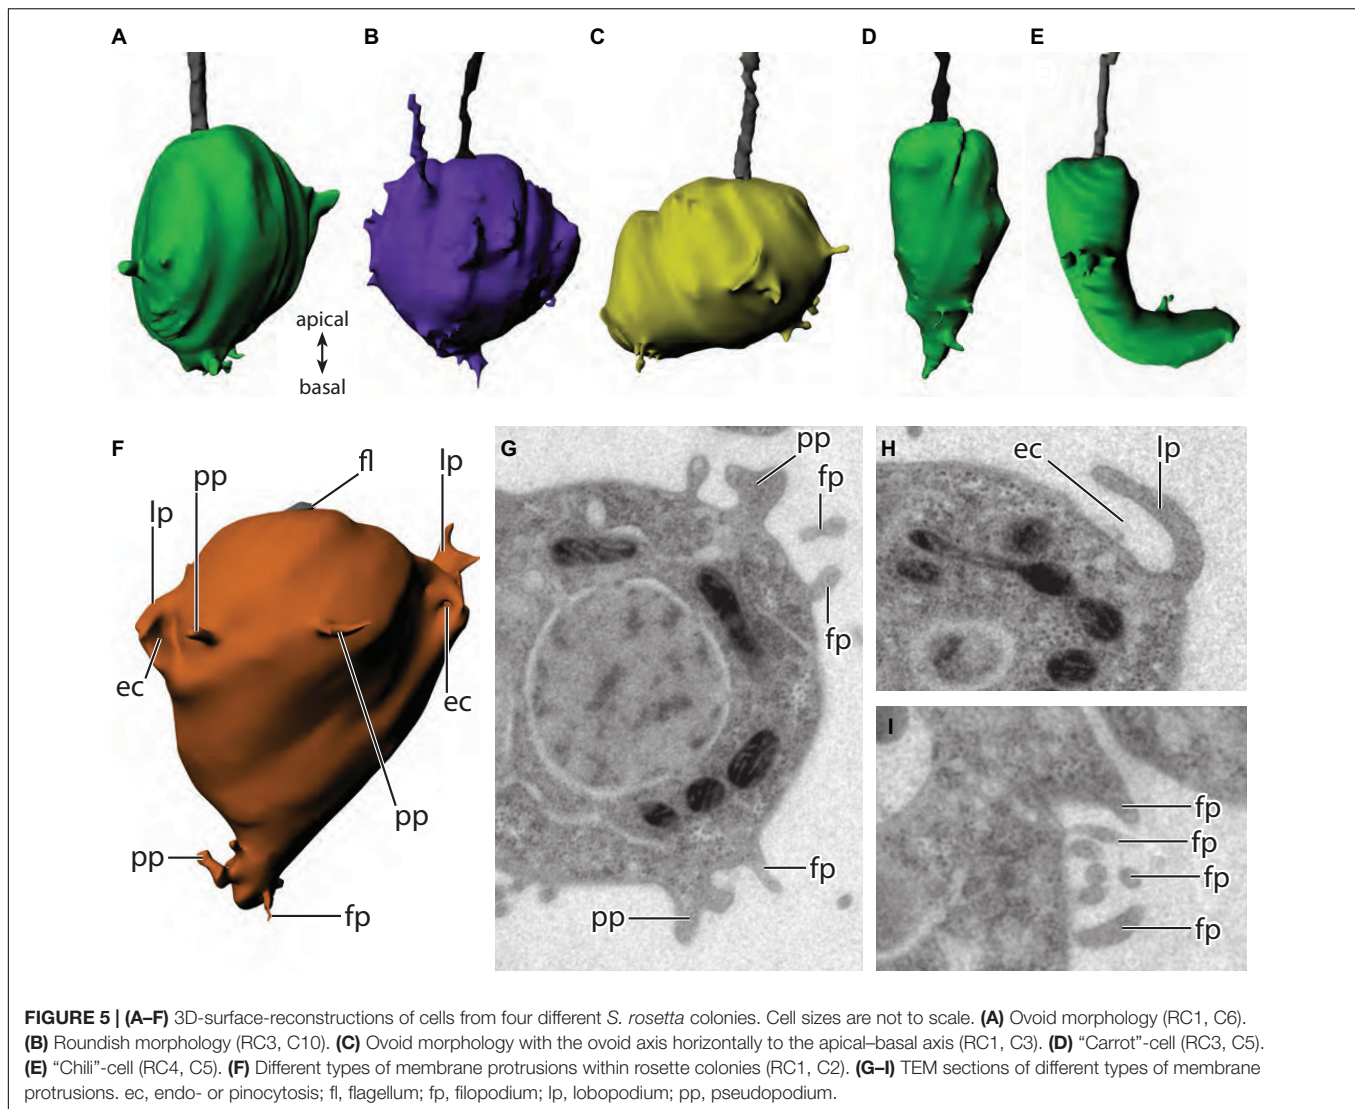 A B C D E
apical
basal
F fl lp
pp
lp
ec
ec
pp
pp
fp
G pp
fp
fp
fp
pp
H ec lp
I
fp
fp
fp
fp
FIGURE 5 | (A–F) 3D-surface-reconstructions of cells from four different S. rosetta colonies. Cell sizes are not to scale. (A) Ovoid morphology (RC1, C6).
(B) Roundish morphology (RC3, C10). (C) Ovoid morphology with the ovoid axis horizontally to the apical–basal axis (RC1, C3). (D) “Carrot”-cell (RC3, C5).
(E) “Chili”-cell (RC4, C5). (F) Different types of membrane protrusions within rosette colonies (RC1, C2). (G–I) TEM sections of different types of membrane
protrusions. ec, endo- or pinocytosis; fl, flagellum; fp, filopodium; lp, lobopodium; pp, pseudopodium.